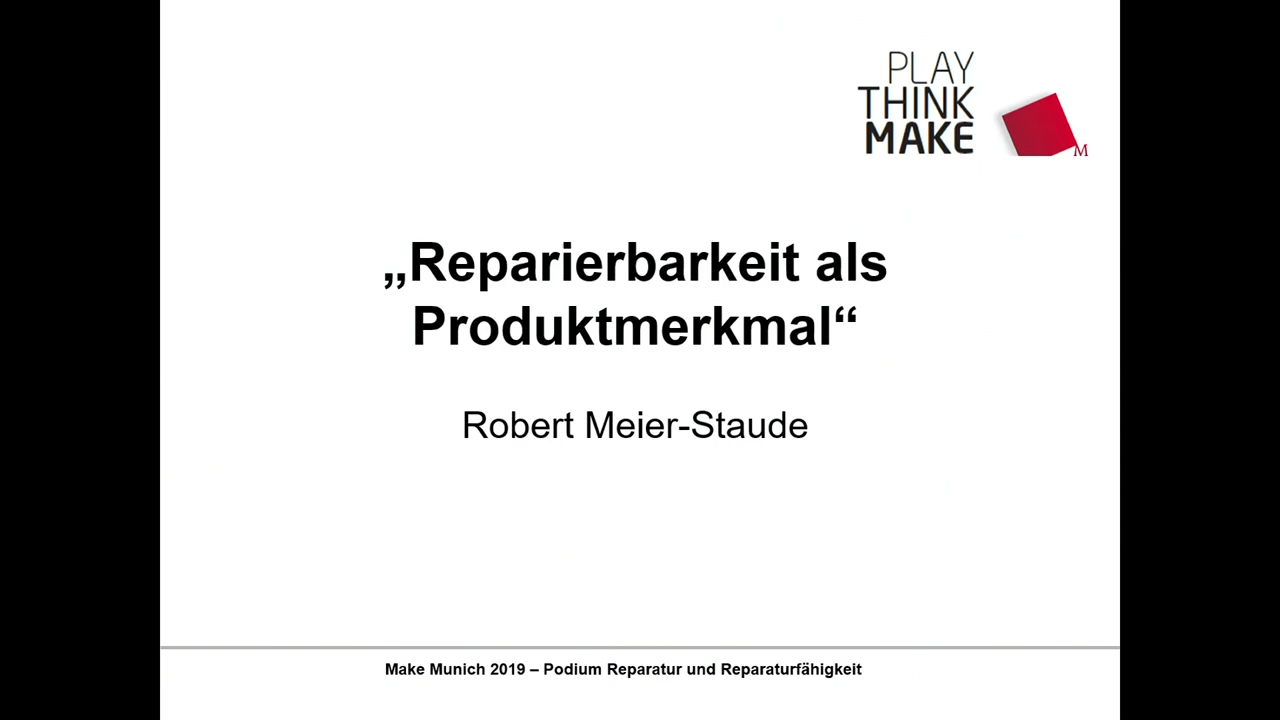 PLAY
THINK
MAKE
M
„Reparierbarkeit als
Produktmerkmal“
Robert Meier-Staude
Make Munich 2019 – Podium Reparatur und Reparaturfähigkeit